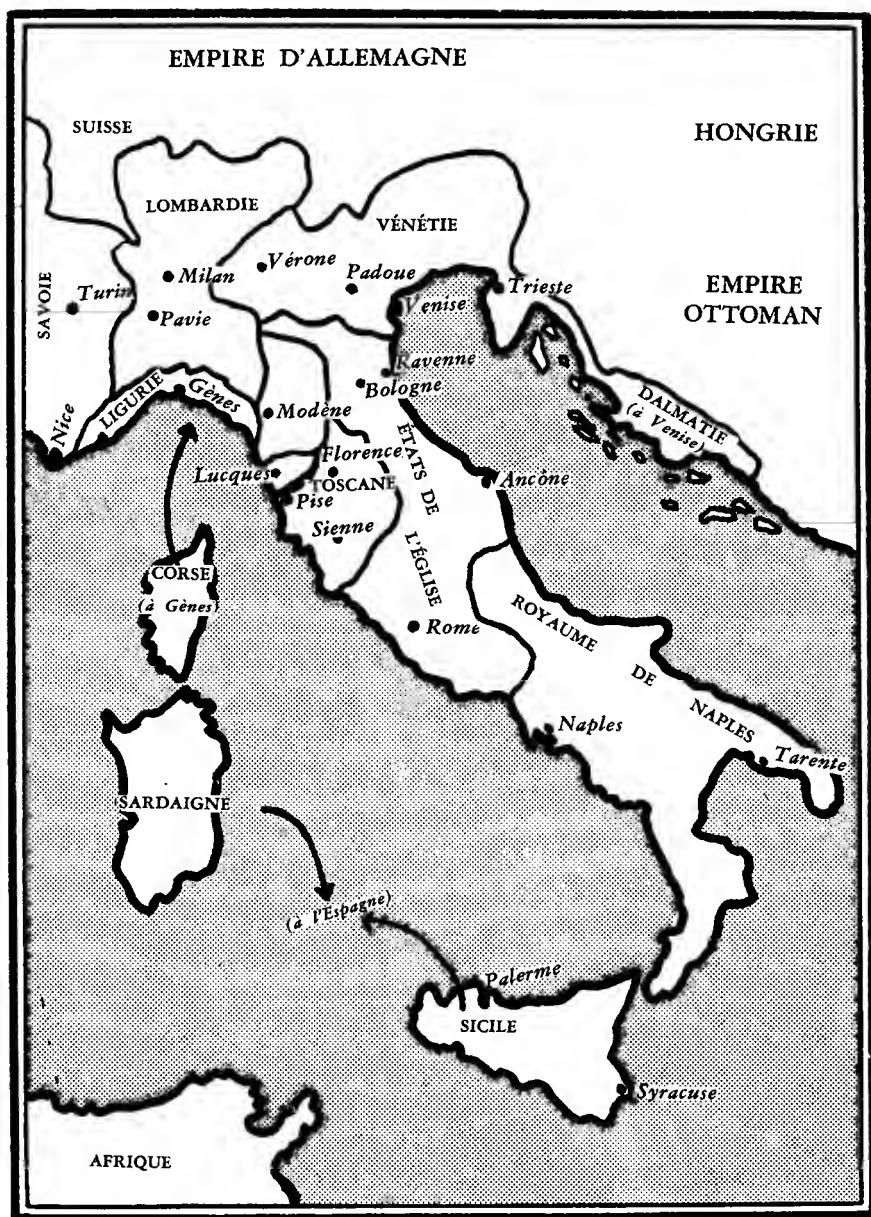 EMPIRE D'ALLEMAGNE
SUISSE
HONGRIE
LOMBARDIE
VÉNÉTIE
Vérone
Milan
Padoue
Trieste
SAVOIE
Turin
Venise
EMPIRE
OTTOMAN
Pavie
Ravenne
Bologne
LIGURIE
Gênes
Modène
DALMATIE
(à Venise)
Nice
ÉTATS DE
L'ÉGLISE
Lucques
Florence
TOSCANE
Ancône
Pise
Sienne
CORSE
(à Gênes)
Rome
ROYAUME
DE
NAPLES
Naples
Tarente
SARDAIGNE
(à l'Espagne)
Palerme
SICILE
Syracuse
AFRIQUE